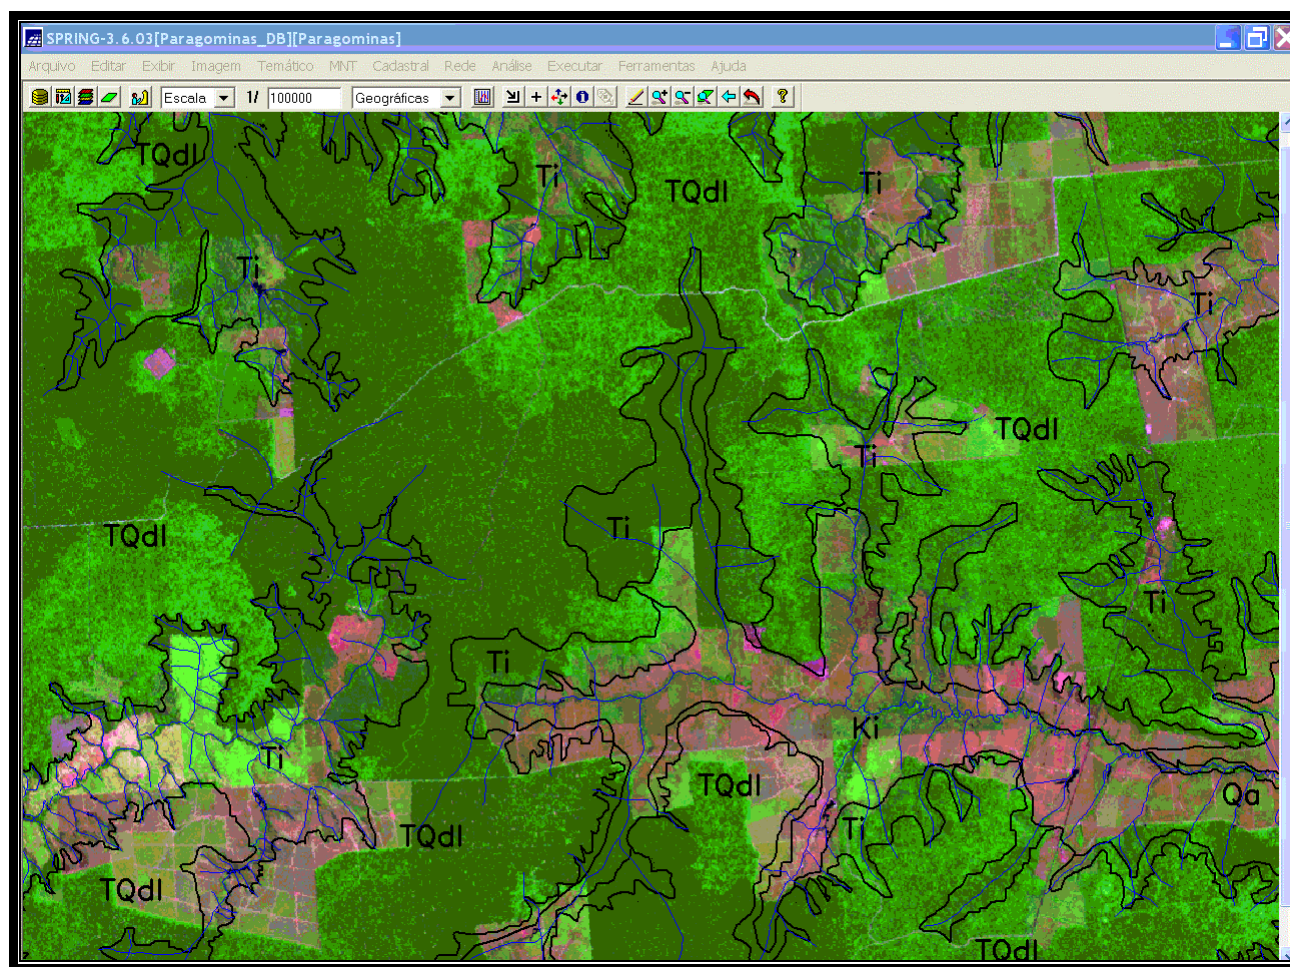 SPRING-3.6.03[Paragominas_DB][Paragominas]
Arquivo Editar Exibir Imagem Temático MNT Cadastral Rede Análise Executar Ferramentas Ajuda
Escala 1/ 100000 Geográficas
TQdl
Ti
TQdl
Ti
Ti
Ti
TQdl
Ti
TQdl
Ti
Ti
Ti
Ti
Ki
TQdl
Qa
TQdl
Ti
TQdl
TQdl